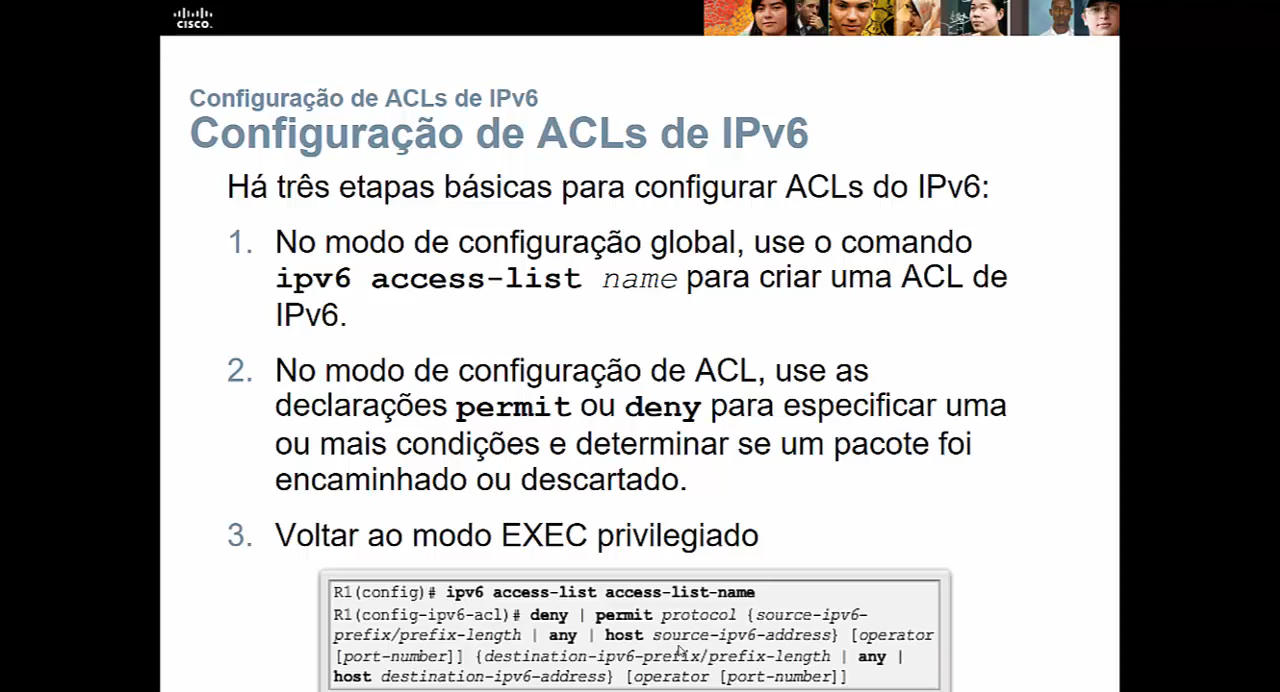 CISCO.
Configuração de ACLs de IPv6
Configuração de ACLs de IPv6
Há três etapas básicas para configurar ACLs do IPv6:
1. No modo de configuração global, use o comando
ipv6 access-list name para criar uma ACL de
IPv6.
2. No modo de configuração de ACL, use as
declarações permit ou deny para especificar uma
ou mais condições e determinar se um pacote foi
encaminhado ou descartado.
3. Voltar ao modo EXEC privilegiado
R1(config)# ipv6 access-list access-list-name
R1(config-ipv6-acl)# deny | permit protocol {source-ipv6-
prefix/prefix-length | any | host source-ipv6-address} [operator
[port-number]] {destination-ipv6-prefix/prefix-length | any |
host destination-ipv6-address} [operator [port-number]]